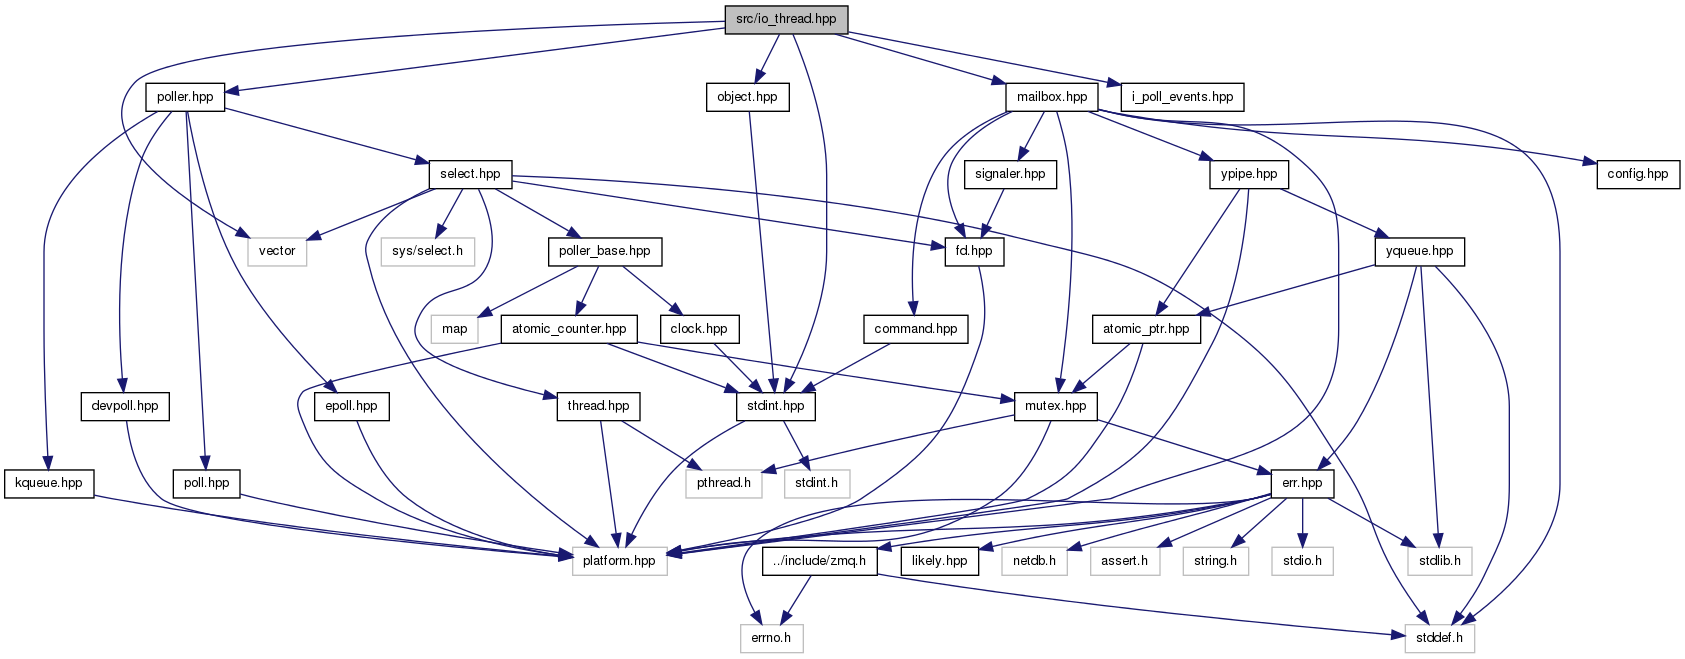 src/io_thread.hpp
poller.hpp
object.hpp
mailbox.hpp
i_poll_events.hpp
select.hpp
signaler.hpp
ypipe.hpp
config.hpp
vector
sys/select.h
poller_base.hpp
fd.hpp
yqueue.hpp
map
atomic_counter.hpp
clock.hpp
command.hpp
atomic_ptr.hpp
devpoll.hpp
epoll.hpp
thread.hpp
stdint.hpp
mutex.hpp
kqueue.hpp
poll.hpp
pthread.h
stdint.h
err.hpp
platform.hpp
../include/zmq.h
likely.hpp
netdb.h
assert.h
string.h
stdio.h
stdlib.h
errno.h
stddef.h